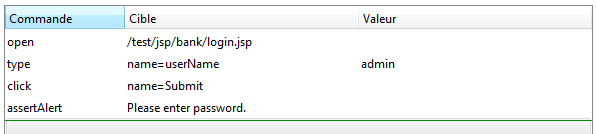 Commande Cible Valeur
open /test/jsp/bank/login.jsp
type name=userName admin
click name=Submit
assertAlert Please enter password.